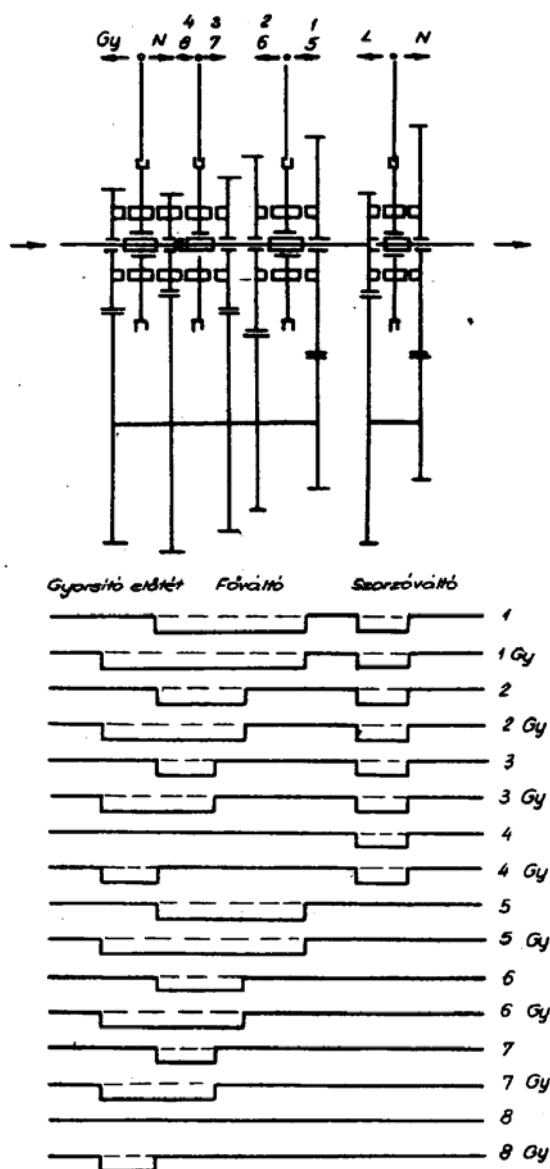 4 3 2 1
Gy N 8 7 6 5 L N
Gyorsító előtét Főváltó Szorzóváltó
1
1 Gy
2
2 Gy
3
3 Gy
4
4 Gy
5
5 Gy
6
6 Gy
7
7 Gy
8
8 Gy